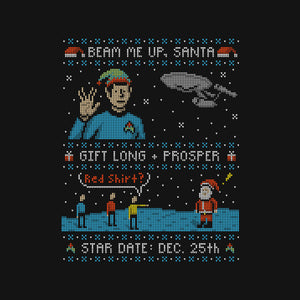 BEAM ME UP, SANTA
GIFT LONG + PROSPER
Red Shirt?
STAR DATE: DEC. 25th